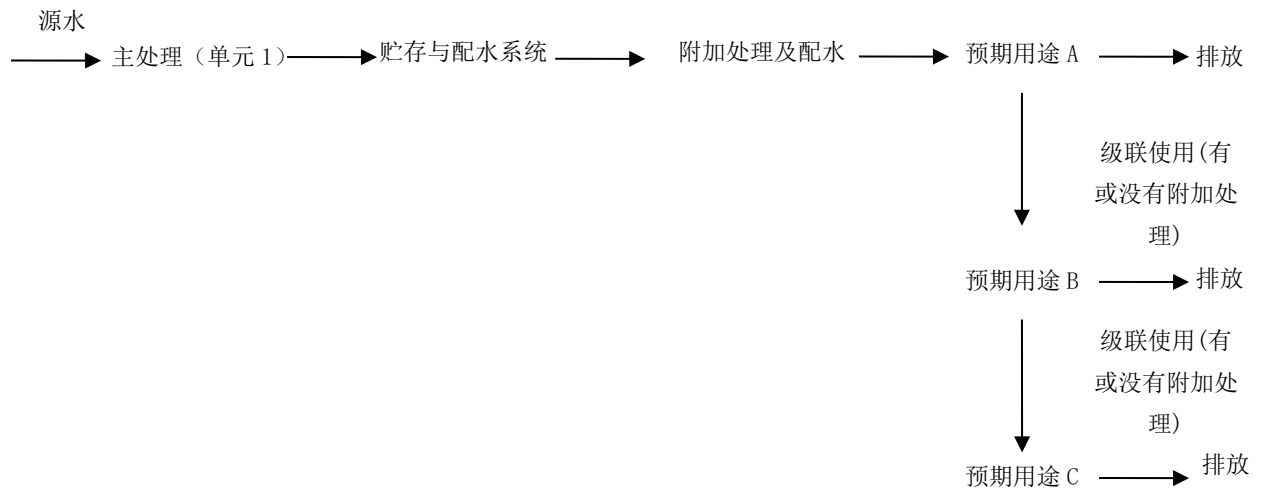 源水
主处理（单元 1）
贮存与配水系统
附加处理及配水
预期用途 A
排放
级联使用(有
或没有附加处
理)
预期用途 B
排放
级联使用(有
或没有附加处
理)
预期用途 C
排放